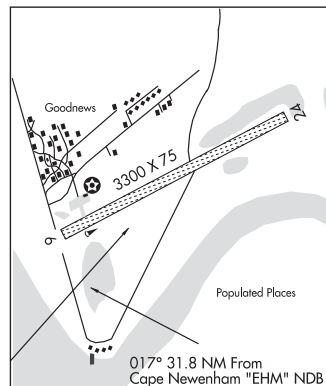 Goodnews
3300 X 75
24
6
Populated Places
017° 31.8 NM From
Cape Newenham "EHM" NDB